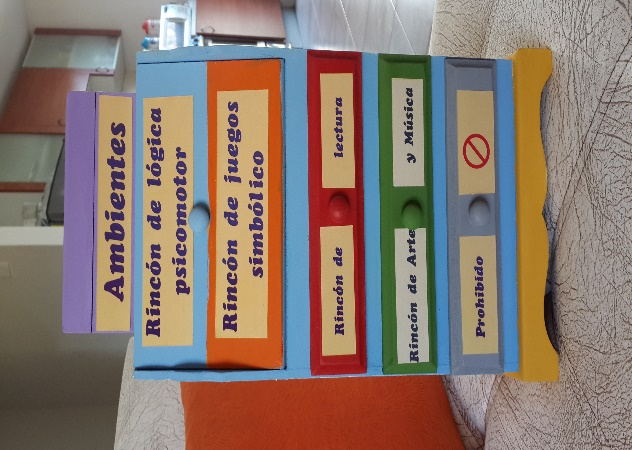 Ambientes
Rincón de lógica
psicomotor
Rincón de juegos
simbólico
Rincón de lectura
Rincón de Arte y Música
Prohibido